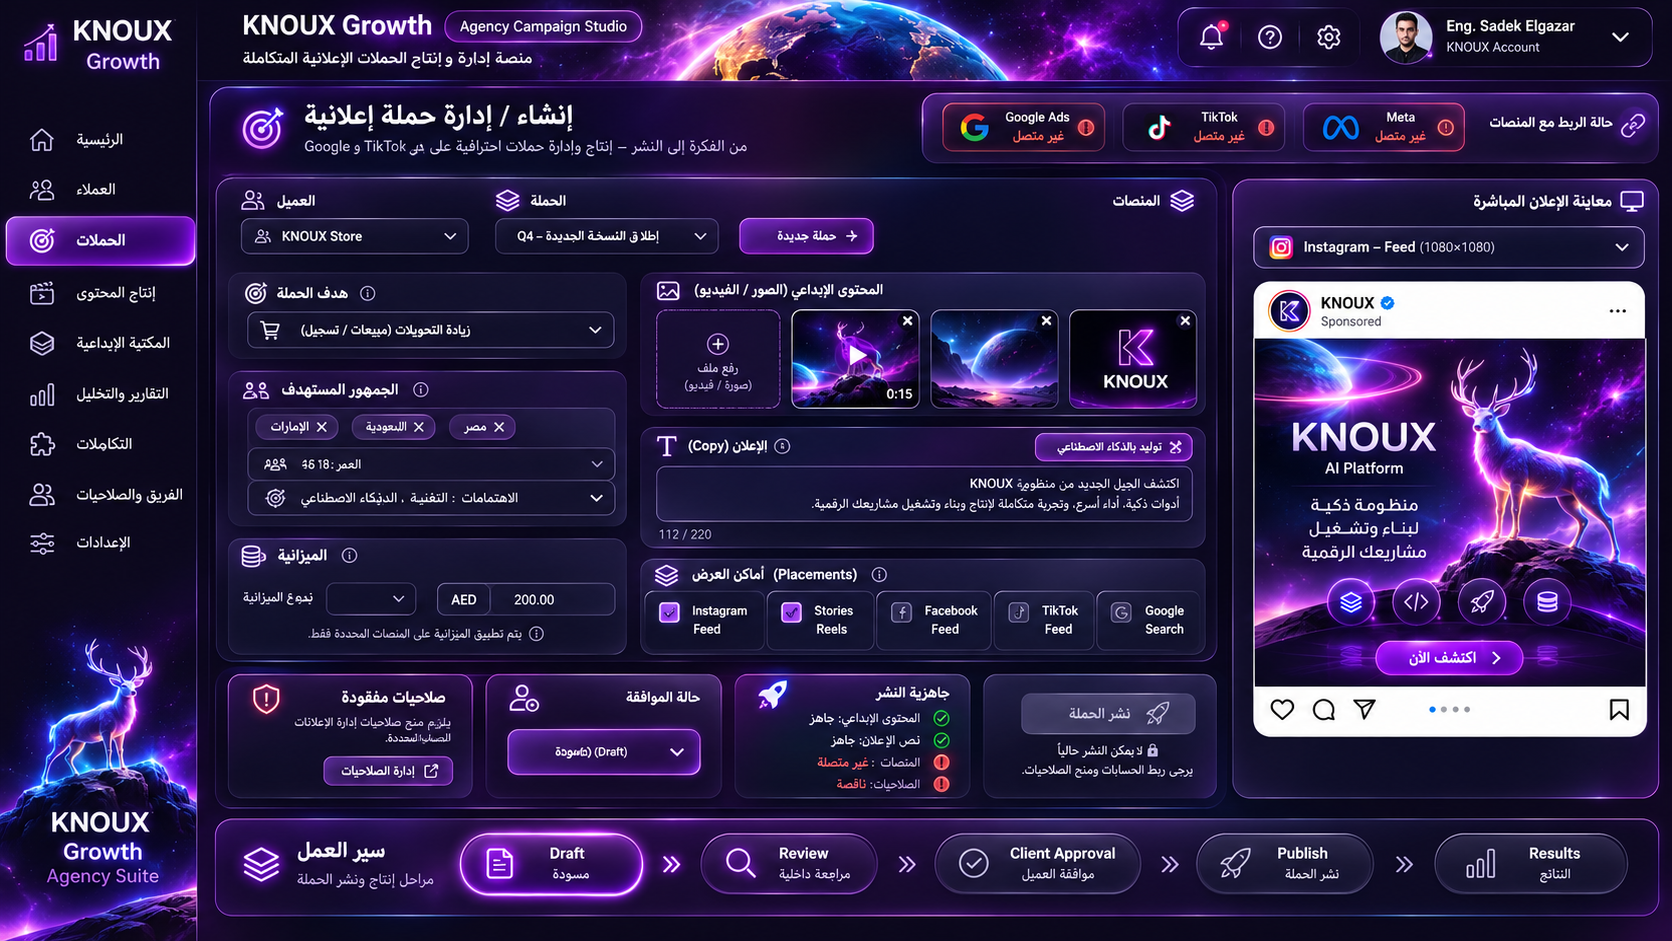 KNOUX
Growth
KNOUX Growth
Agency Campaign Studio
منصة إدارة وإنتاج الحملات الإعلانية المتكاملة
Eng. Sadek Elgazar
KNOUX Account
الرئيسية
العملاء
الحملات
إنتاج المحتوى
المكتبة الإبداعية
التقارير والتحليل
التكاملات
الفريق والصلاحيات
الإعدادات
KNOUX
Growth
Agency Suite
إنشاء / إدارة حملة إعلانية
من الفكرة إلى النشر – إنتاج وإدارة حملات احترافية على TikTok و Google
حالة الربط مع المنصات
Meta
غير متصل
TikTok
غير متصل
Google Ads
غير متصل
العميل
KNOUX Store
الحملة
إطلاق النسخة الجديدة – Q4
حملة جديدة
المنصات
هدف الحملة
زيادة التحويلات (مبيعات / تسجيل)
الجمهور المستهدف
الإمارات
السعودية
مصر
العمر:
الاهتمامات :
الميزانية
الميزانية
AED
200.00
يتم تطبيق الميزانية على المنصات المحددة فقط.
المحتوى الإبداعي (الصور / الفيديو)
رفع ملف
(صورة / فيديو)
0:15
KNOUX
الإعلان (Copy)
توليد بالذكاء الاصطناعي
اكتشف الجيل الجديد من منظومة KNOUX
أدوات ذكية، أداء أسرع، وتجربة متكاملة لإنتاج وبناء وتشغيل مشاريعك الرقمية.
112 / 220
أماكن العرض (Placements)
Instagram
Feed
Stories
Reels
Facebook
Feed
TikTok
Feed
Google
Search
معاينة الإعلان المباشرة
Instagram – Feed (1080×1080)
KNOUX
Sponsored
KNOUX
AI Platform
منظومة ذكية
لبناء وتشغيل
مشاريعك الرقمية
اكتشف الآن
صلاحيات مفقودة
منح صلاحيات إدارة الإعلانات
إدارة الصلاحيات
حالة الموافقة
(Draft)
جاهزية النشر
المحتوى الإبداعي: جاهز
نص الإعلان: جاهز
المنصات : غير متصلة
الصلاحيات: ناقصة
نشر الحملة
لا يمكن النشر حالياً
يرجى ربط الحسابات ومنح الصلاحيات.
سير العمل
مراحل إنتاج ونشر الحملة
Draft
مسودة
Review
مراجعة داخلية
Client Approval
موافقة العميل
Publish
نشر الحملة
Results
النتائج